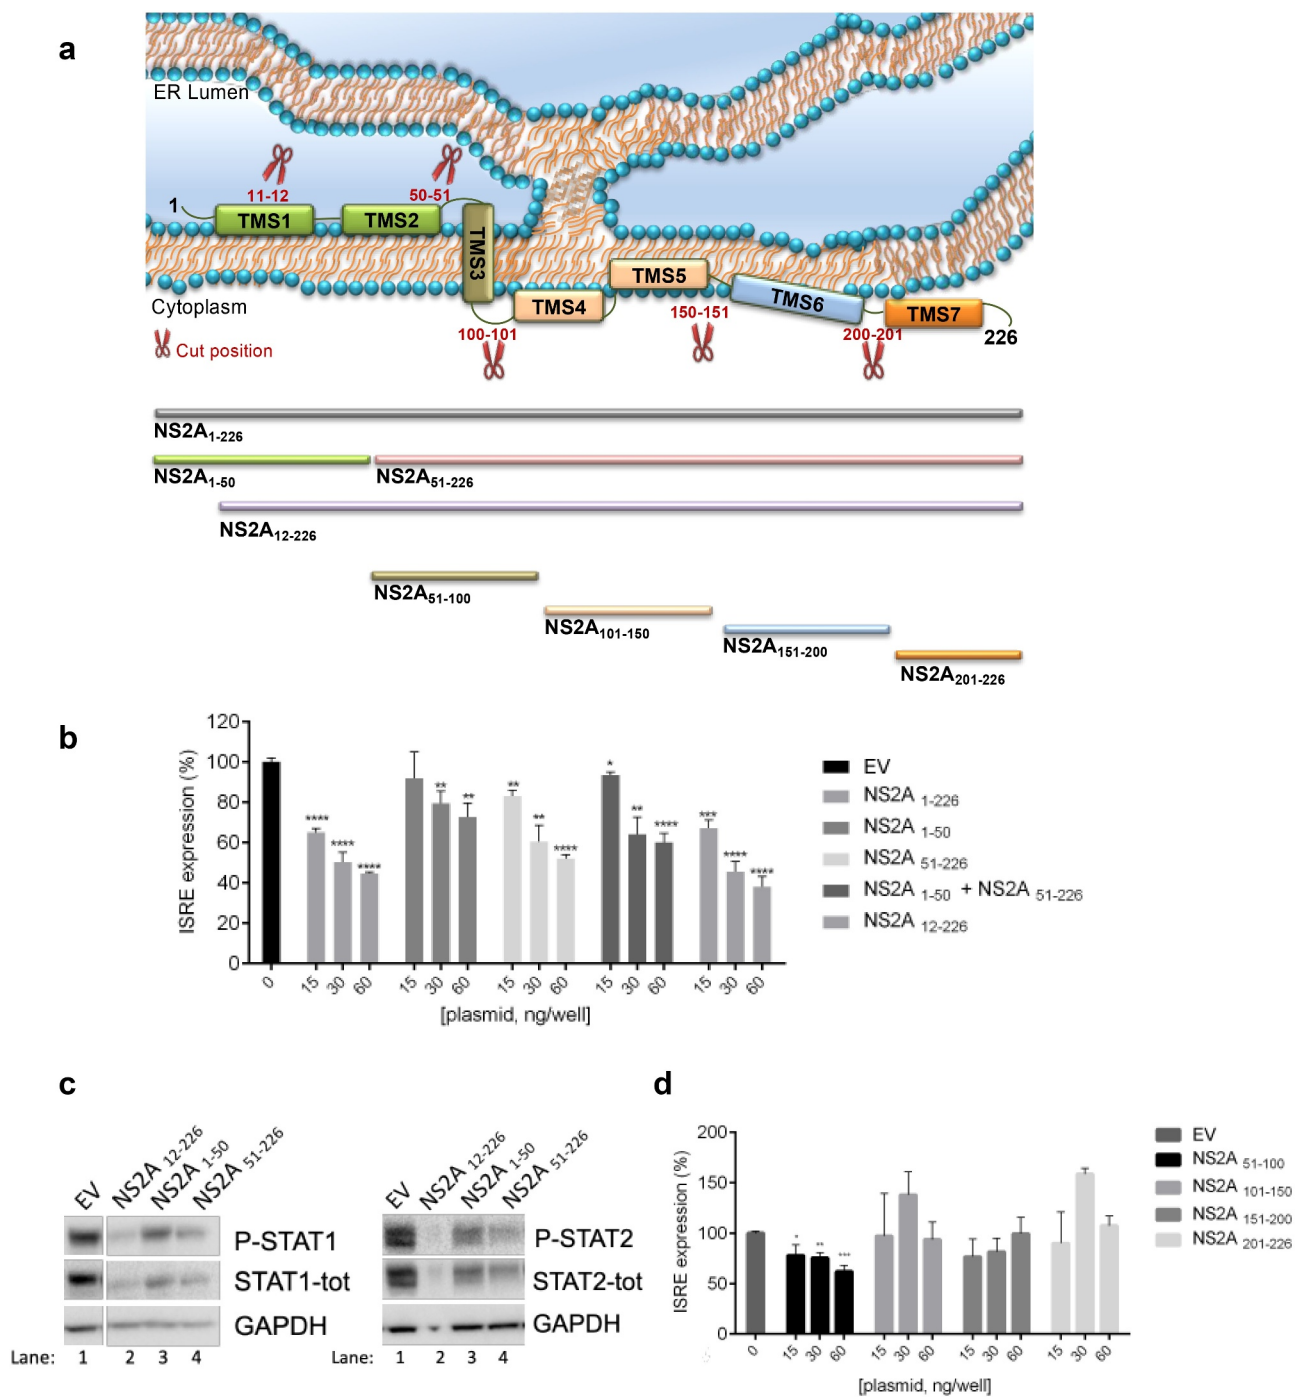 a
ER Lumen
11-12
50-51
1
TMS1
TMS2
TMS3
TMS4
TMS5
TMS6
TMS7
Cytoplasm
100-101
150-151
200-201
226
Cut position
NS2A1-226
NS2A1-50
NS2A51-226
NS2A12-226
NS2A51-100
NS2A101-150
NS2A151-200
NS2A201-226
b
ISRE expression (%)
120
100
80
60
40
20
0
**** **** ****
** **
** ** ****
* ** ****
*** **** ****
0 15 30 60 15 30 60 15 30 60 15 30 60 15 30 60
[plasmid, ng/well]
EV
NS2A 1-226
NS2A 1-50
NS2A 51-226
NS2A 1-50 + NS2A 51-226
NS2A 12-226
c
EV NS2A 12-226 NS2A 1-50 NS2A 51-226
P-STAT1
STAT1-tot
GAPDH
Lane: 1 2 3 4
EV NS2A 12-226 NS2A 1-50 NS2A 51-226
P-STAT2
STAT2-tot
GAPDH
Lane: 1 2 3 4
d
ISRE expression (%)
200
150
100
50
0
* ** ***
0 15 30 60 15 30 60 15 30 60 15 30 60
[plasmid, ng/well]
EV
NS2A 51-100
NS2A 101-150
NS2A 151-200
NS2A 201-226